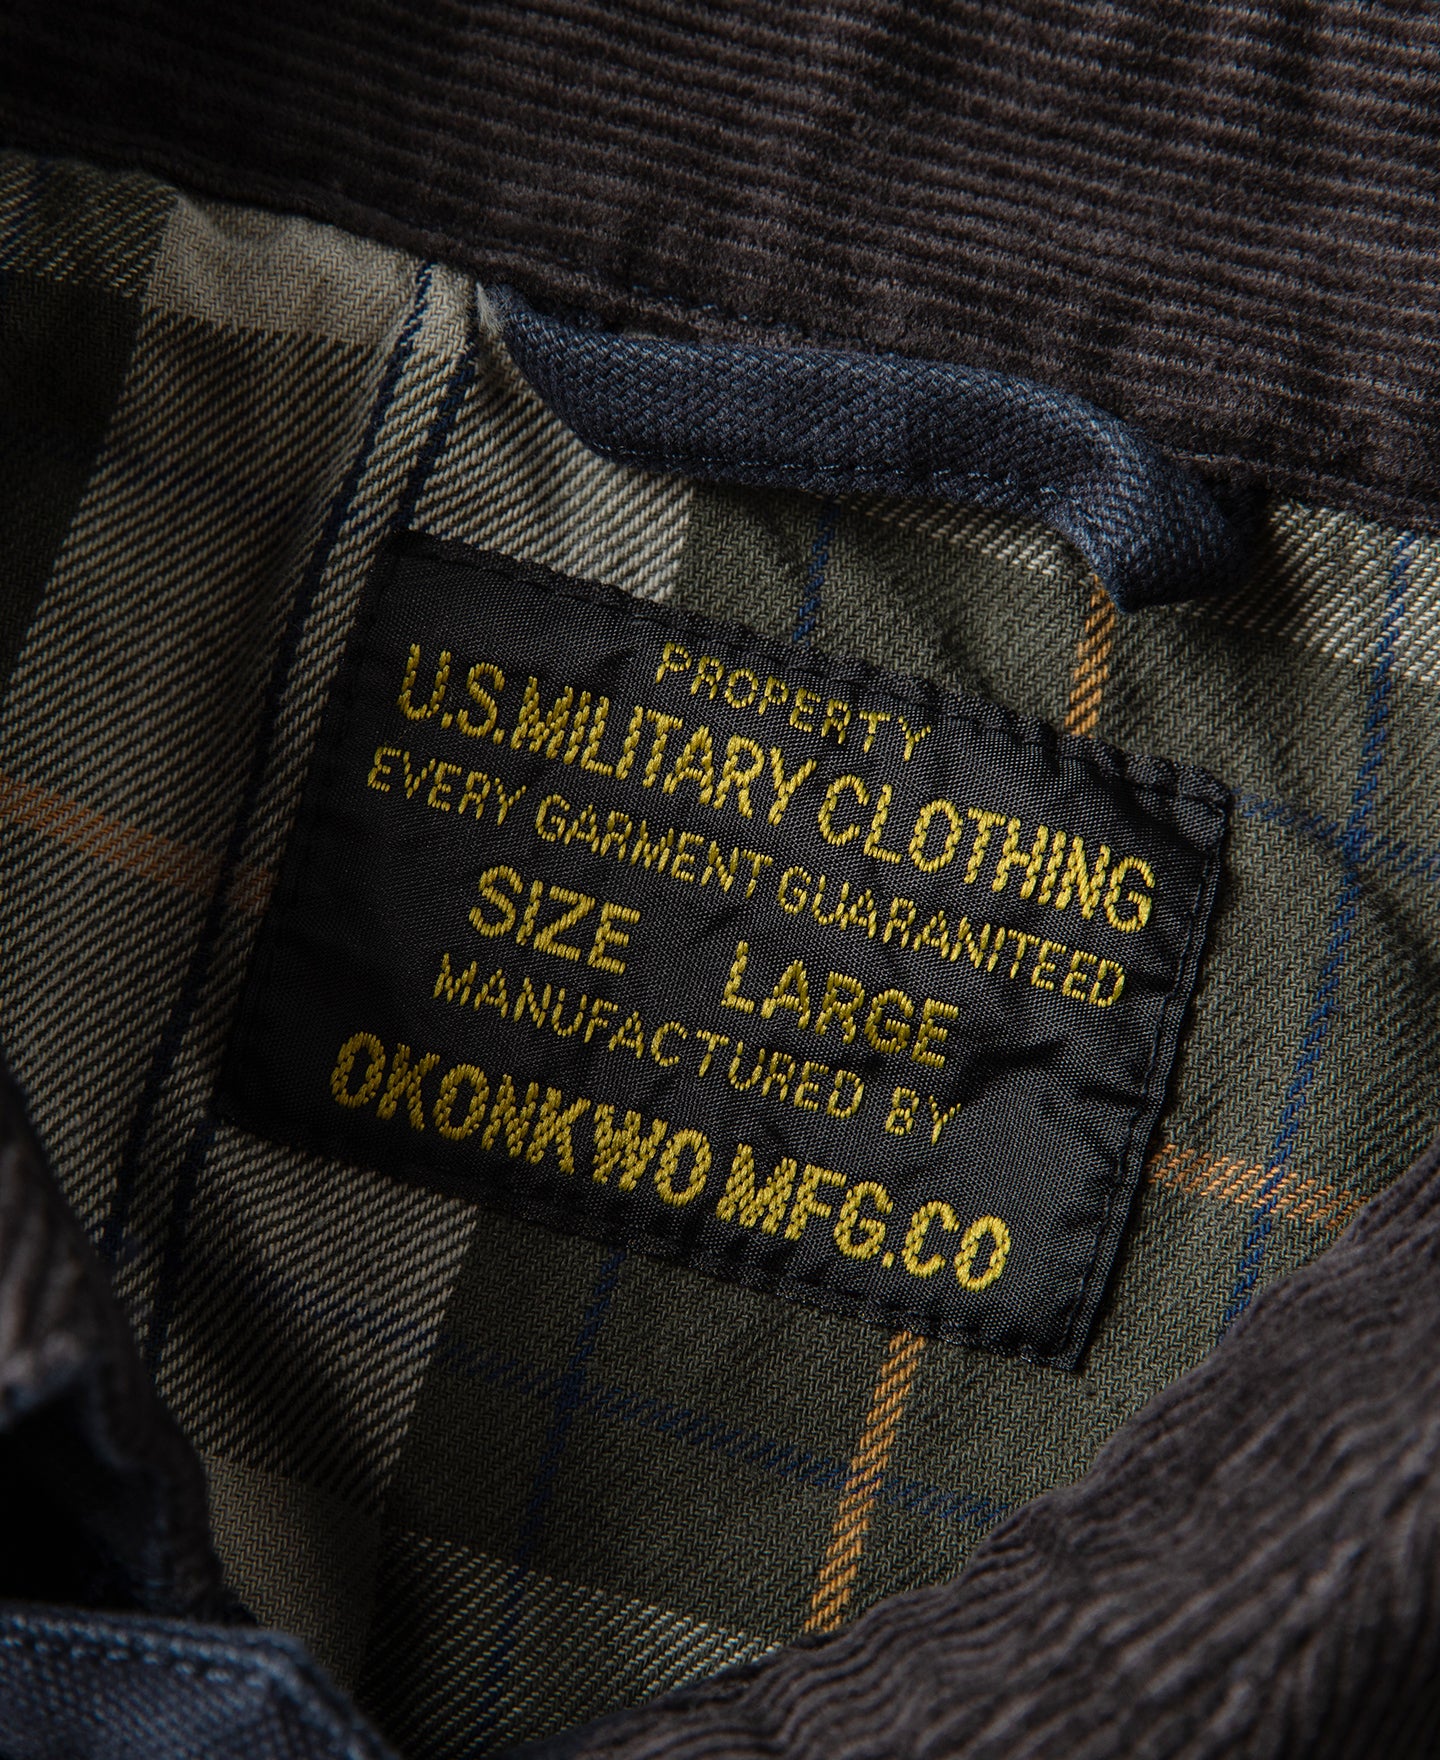 PROPERTY
U.S.MILITARY CLOTHING
EVERY GARMENT GUARANITEED
SIZE LARGE
MANUFACTURED BY
OKONKWO MFG.CO